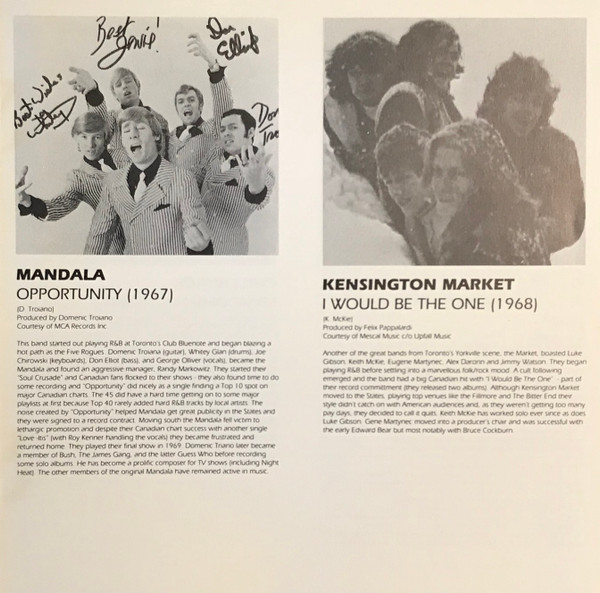 Best Wishes
Whitey
Best
Jowie!
Don
Elliot
Don
Tro
MANDALA
OPPORTUNITY (1967)
(D. Troiano)
Produced by Domenic Troiano
Courtesy of MCA Records Inc.
This band started out playing R&B at Toronto's Club Bluenote and began blazing a
hot path as the Five Rogues. Domenic Trovina (guitar), Whitey Glan (drums), Joe
Chirowski (keyboards), Don Elliot (bass), and George Olliver (vocals), became the
Mandala and found an aggressive manager, Randy Markowitz. They started their
"Soul Crusade" and Canadian fans flocked to their shows - they also found time to do
some recording and "Opportunity" did nicely as a single finding a Top 10 spot on
major Canadian charts. The 45 did have a hard time getting on to some major
playlists at first because Top 40 rarely added hard R&B tracks by local artists. The
noise created by "Opportunity" helped Mandala get great publicity in the States and
they were signed to a record contract. Moving south the Mandala fell victim to
lethargic promotion and despite their Canadian chart success with another single
"Love -itis" (with Roy Kenner handling the vocals) they became frustrated and
returned home. They played their final show in 1969. Domenic Triano later became
a member of Bush, The James Gang, and the latter Guess Who before recording
some solo albums. He has become a prolific composer for TV shows (including Night
Heat). The other members of the original Mandala have remained active in music.
KENSINGTON MARKET
I WOULD BE THE ONE (1968)
(K. McKie)
Produced by Felix Pappalardi
Courtesy of Mescal Music c/o Upfall Music
Another of the great bands from Toronto's Yorkville scene, the Market, boasted Luke
Gibson, Keith McKie, Eugene Martynec, Alex Daronn and Jimmy Watson. They began
playing R&B before settling into a marvellous folk/rock mood. A cult following
emerged and the band had a big Canadian hit with "I Would Be The One" - part of
their record commitment (they released two albums). Although Kensington Market
moved to the States, playing top venues like the Fillmore and The Bitter End their
style didn't catch on with American audiences and, as they weren't getting too many
pay days, they decided to call it quits. Keith McKie has worked solo ever since as does
Luke Gibson. Gene Martynec moved into a producer's chair and was successful with
the early Edward Bear but most notably with Bruce Cockburn.